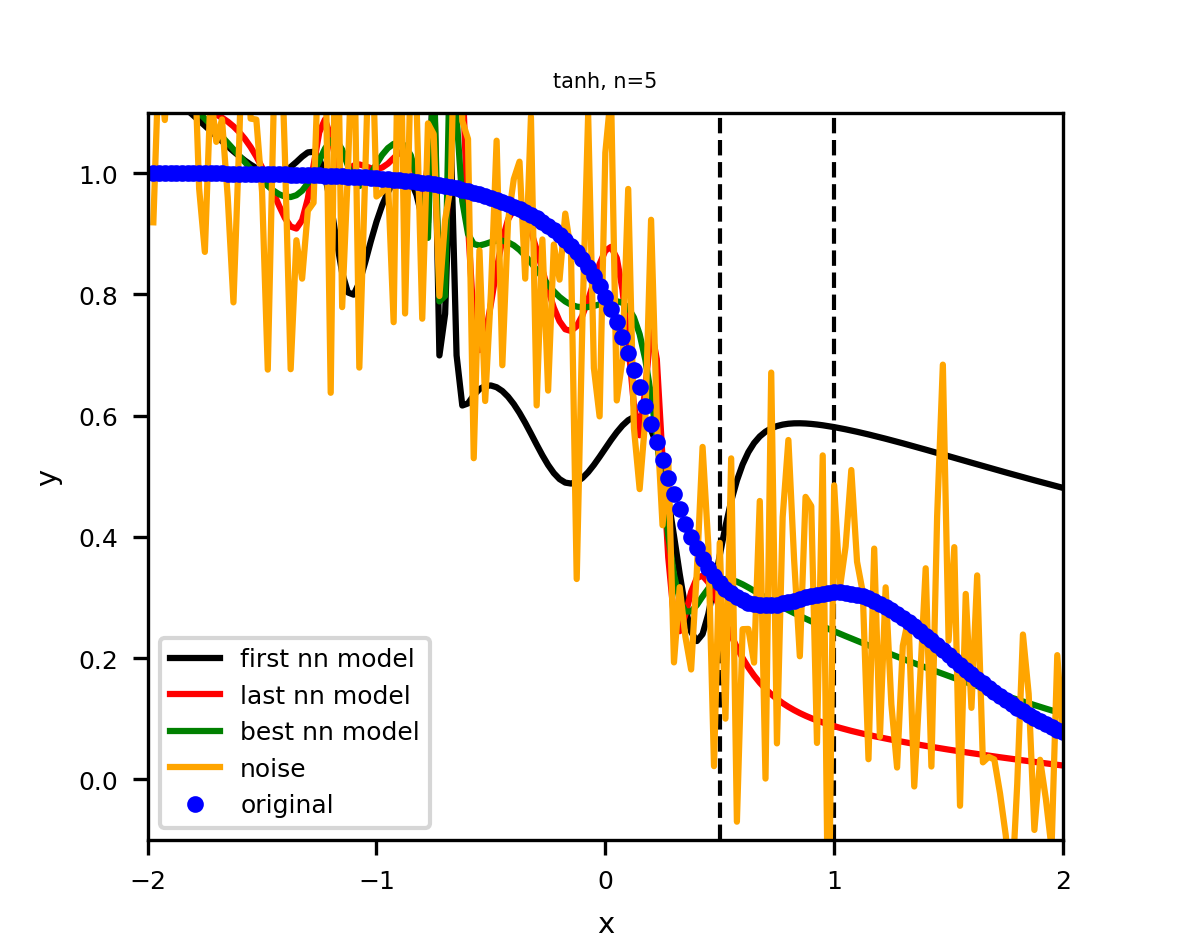 tanh, n=5
y
1.0
0.8
0.6
0.4
0.2
0.0
first nn model
last nn model
best nn model
noise
original
−2
−1
0
1
2
x